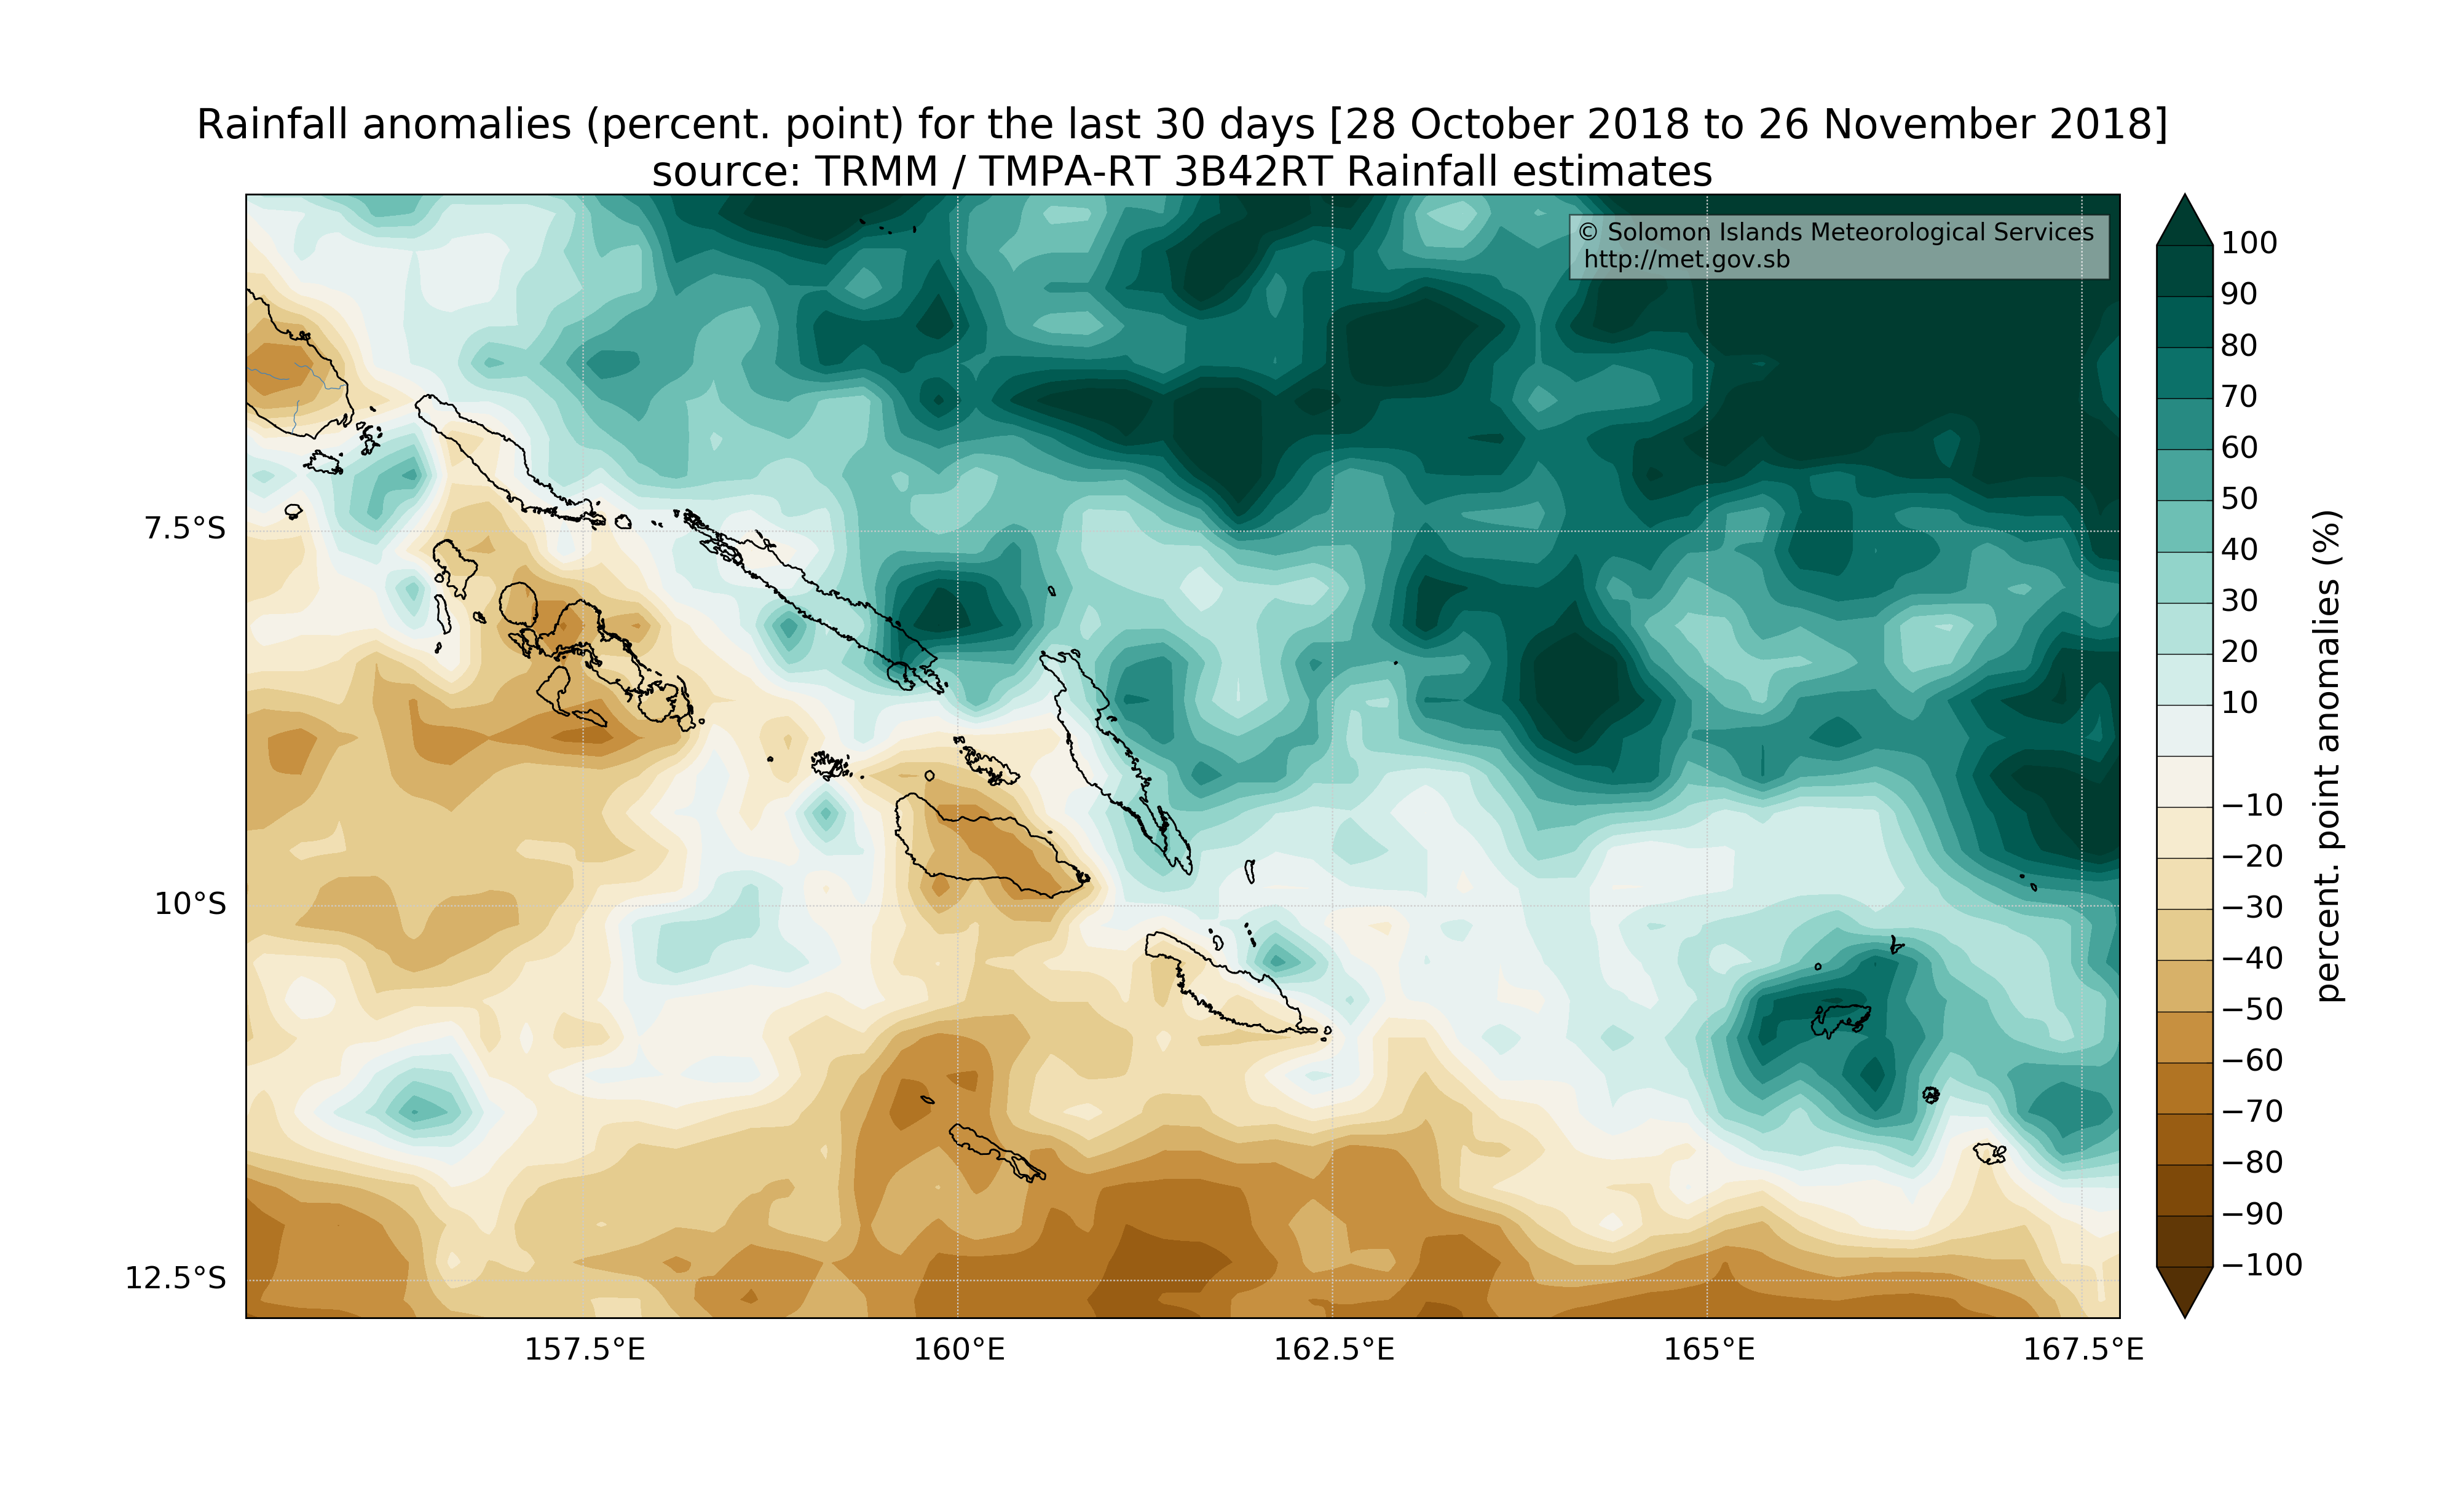 Rainfall anomalies (percent. point) for the last 30 days [28 October 2018 to 26 November 2018]
source: TRMM / TMPA-RT 3B42RT Rainfall estimates
© Solomon Islands Meteorological Services
http://met.gov.sb
7.5°S
10°S
12.5°S
157.5°E
160°E
162.5°E
165°E
167.5°E
100
90
80
70
60
50
40
30
20
10
−10
−20
−30
−40
−50
−60
−70
−80
−90
−100
percent. point anomalies (%)